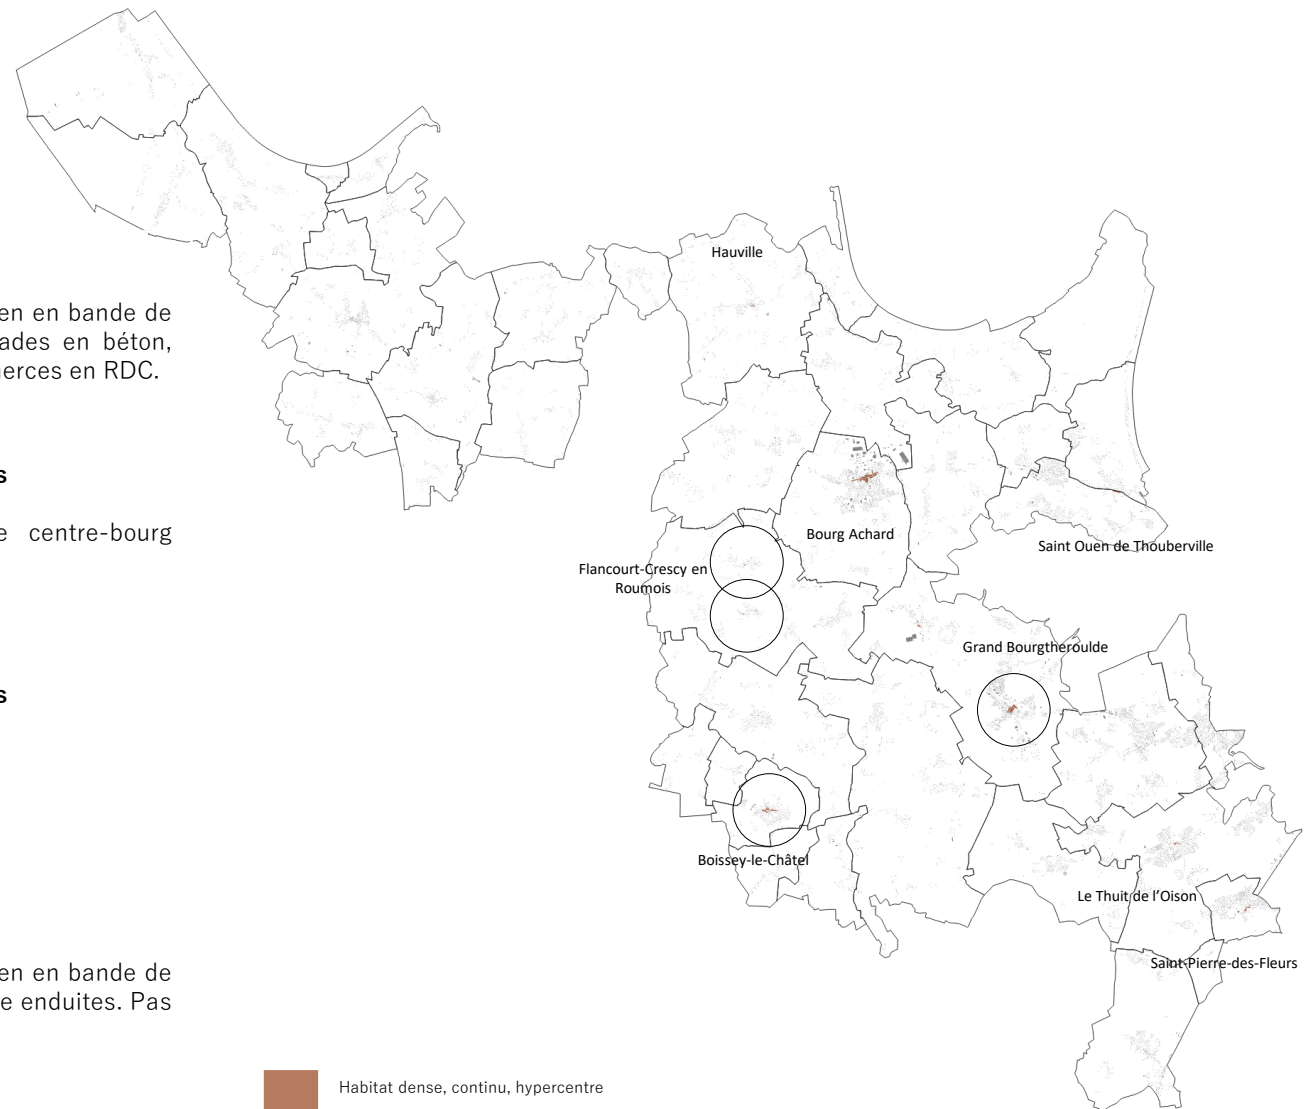 en en bande de
ades en béton,
nerces en RDC.
s
e centre-bourg
s
en en bande de
e enduites. Pas
Hauville
Bourg Achard
Saint Ouen de Thouberville
Flancourt-Crescy en
Roumois
Grand Bourgtheroulde
Boissey-le-Châtel
Le Thuit de l’Oison
Saint-Pierre-des-Fleurs
Habitat dense, continu, hypercentre